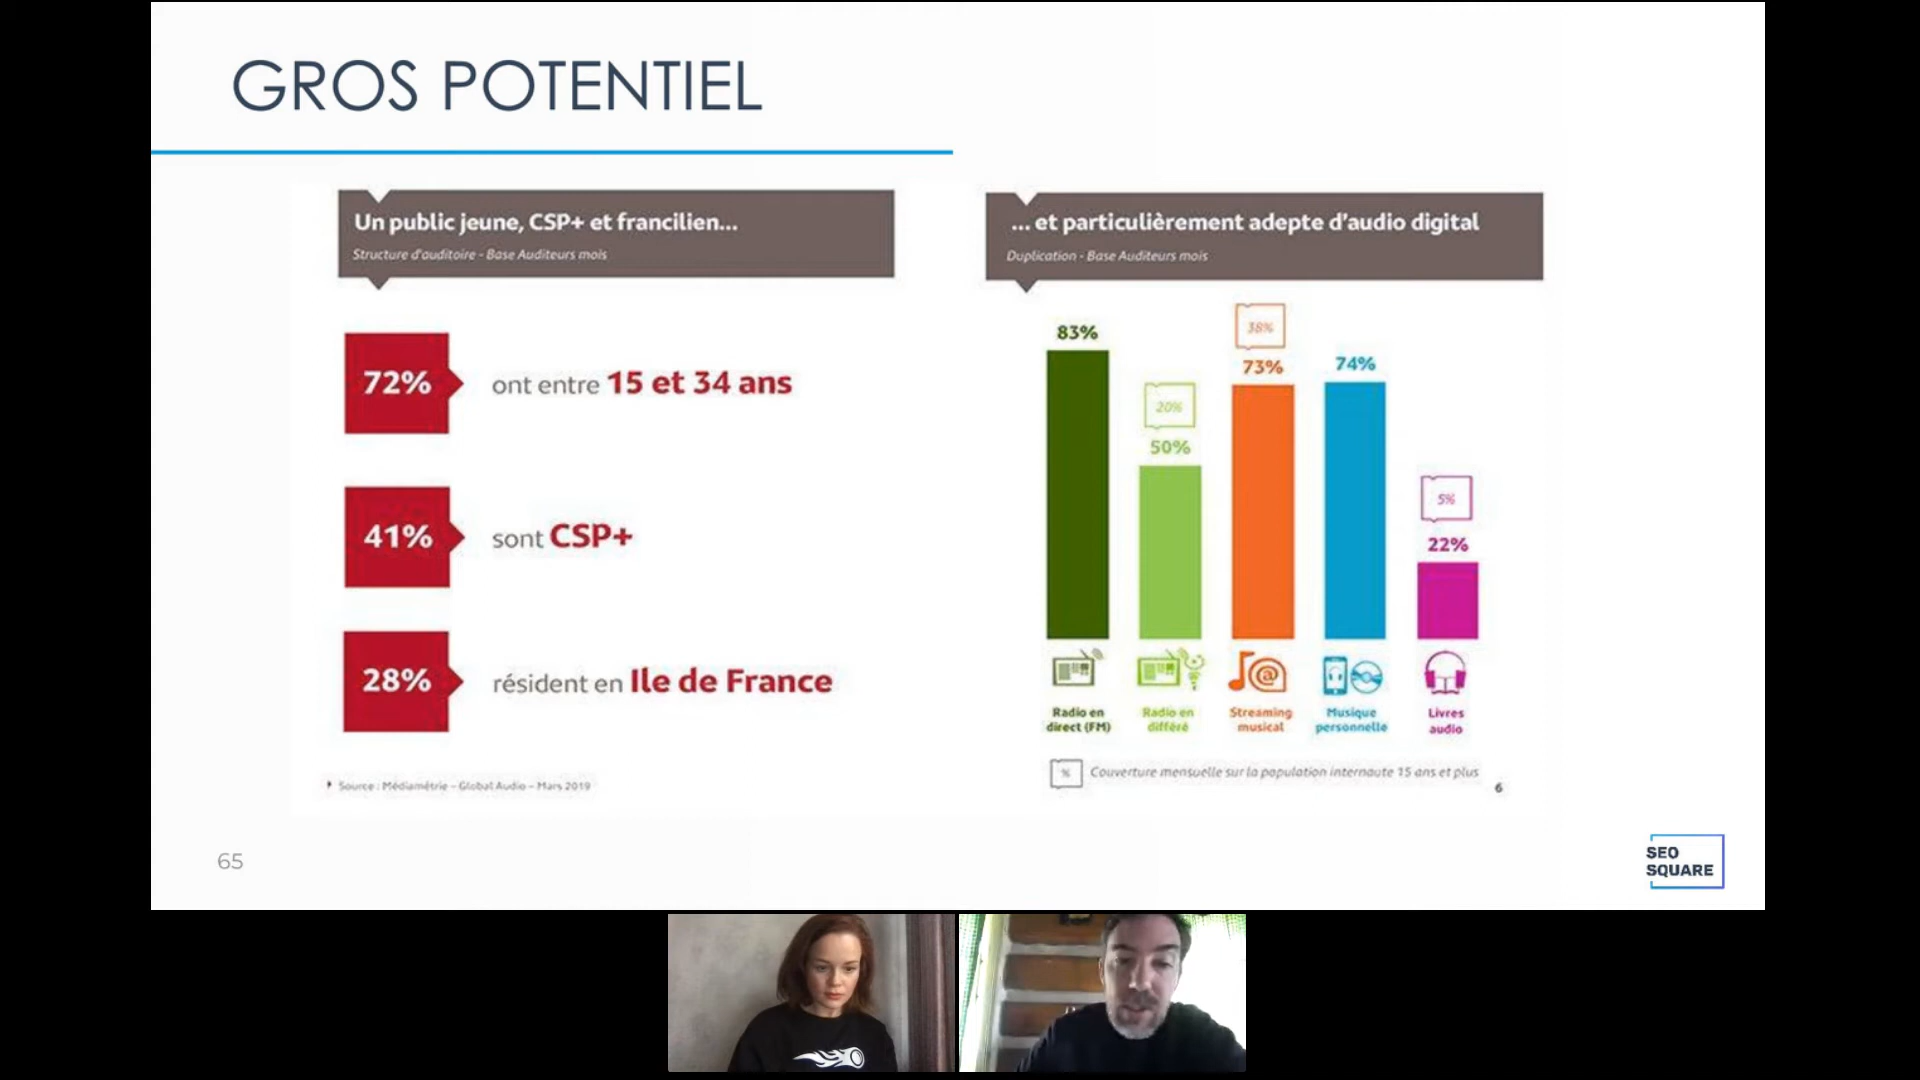 GROS POTENTIEL
Un public jeune, CSP+ et francilien...
Structure d'auditoire - Base Auditeurs mois
72%
ont entre 15 et 34 ans
41%
sont CSP+
28%
résident en Ile de France
Source : Médiamétrie - Global Audio - Mars 2019
... et particulièrement adepte d'audio digital
Duplication - Base Auditeurs mois
83%
20%
50%
38%
73%
74%
5%
22%
Radio en
direct (FM)
Radio en
différé
Streaming
musical
Musique
personnelle
Livres
audio
% Couverture mensuelle sur la population internaute 15 ans et plus
6
65
SEO
SQUARE